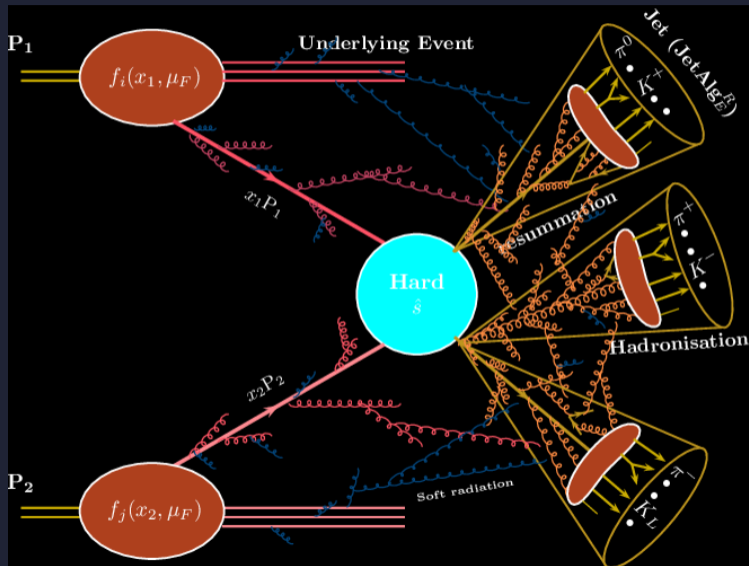 P₁
f_i(x₁, μ_F)
Underlying Event
Jet (JetAlg_E^R)
π⁰
K⁺
x₁P₁
resummation
π⁺
K⁻
Hard
ŝ
Hadronisation
x₂P₂
P₂
f_j(x₂, μ_F)
Soft radiation
π⁻
K_L